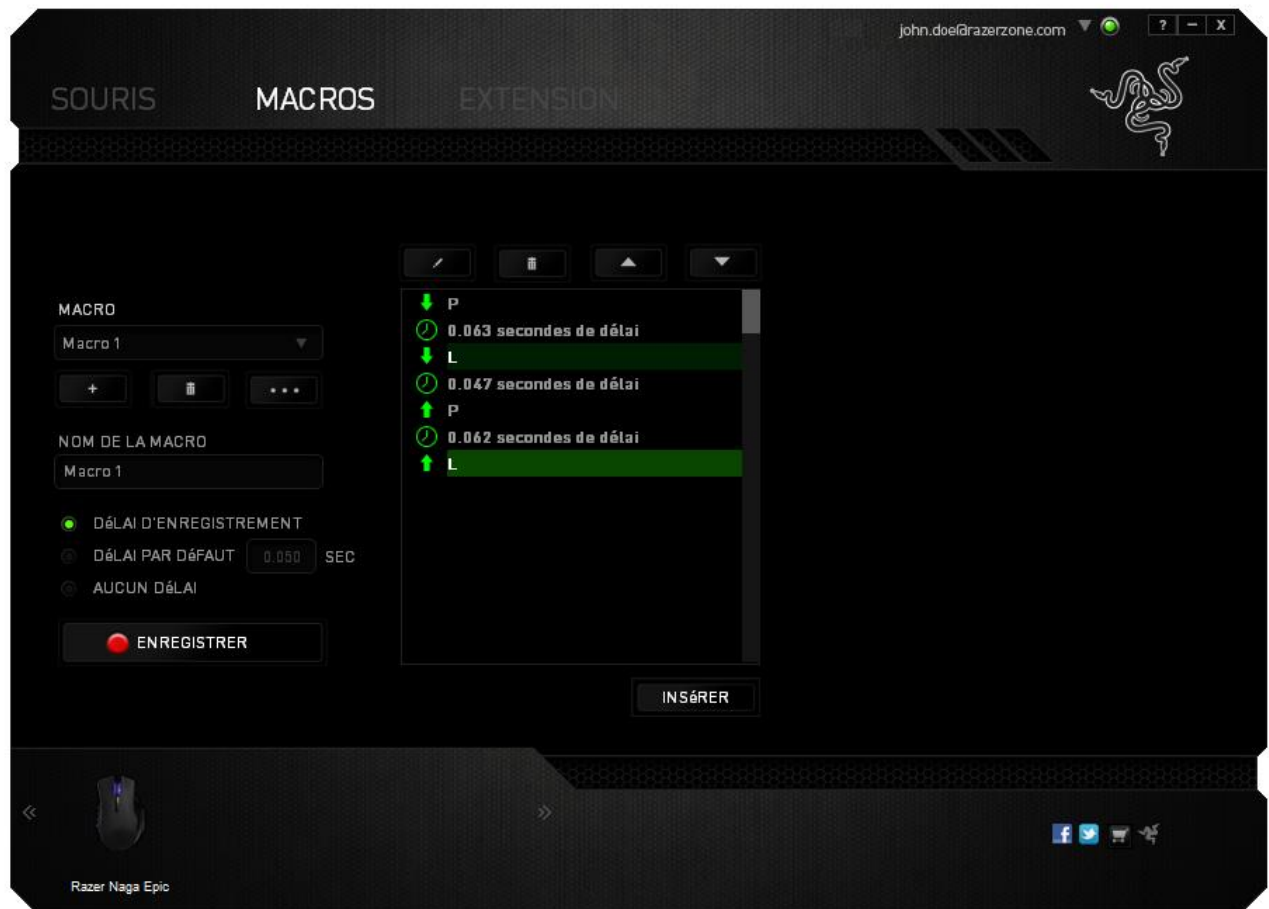 john.doe@razerzone.com
? – X
SOURIS MACROS EXTENSION
MACRO
Macro 1
+
...
NOM DE LA MACRO
Macro 1
DéLAI D'ENREGISTREMENT
DéLAI PAR DéFAUT 0.050 SEC
AUCUN DéLAI
ENREGISTRER
P
0.063 secondes de délai
L
0.047 secondes de délai
P
0.062 secondes de délai
L
INSéRER
«
»
f
Razer Naga Epic